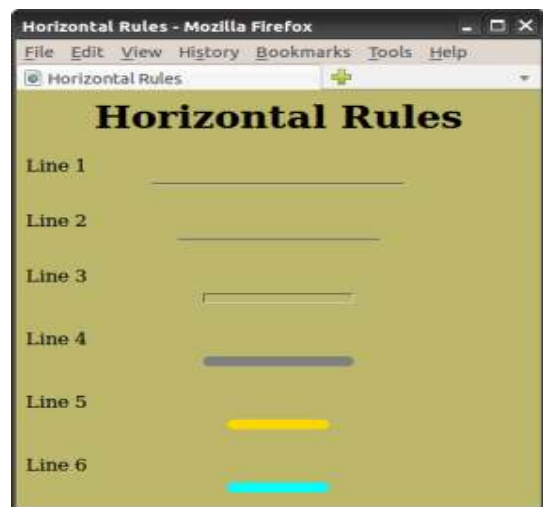 Horizontal Rules - Mozilla Firefox
File Edit View History Bookmarks Tools Help
Horizontal Rules
Horizontal Rules
Line 1
Line 2
Line 3
Line 4
Line 5
Line 6